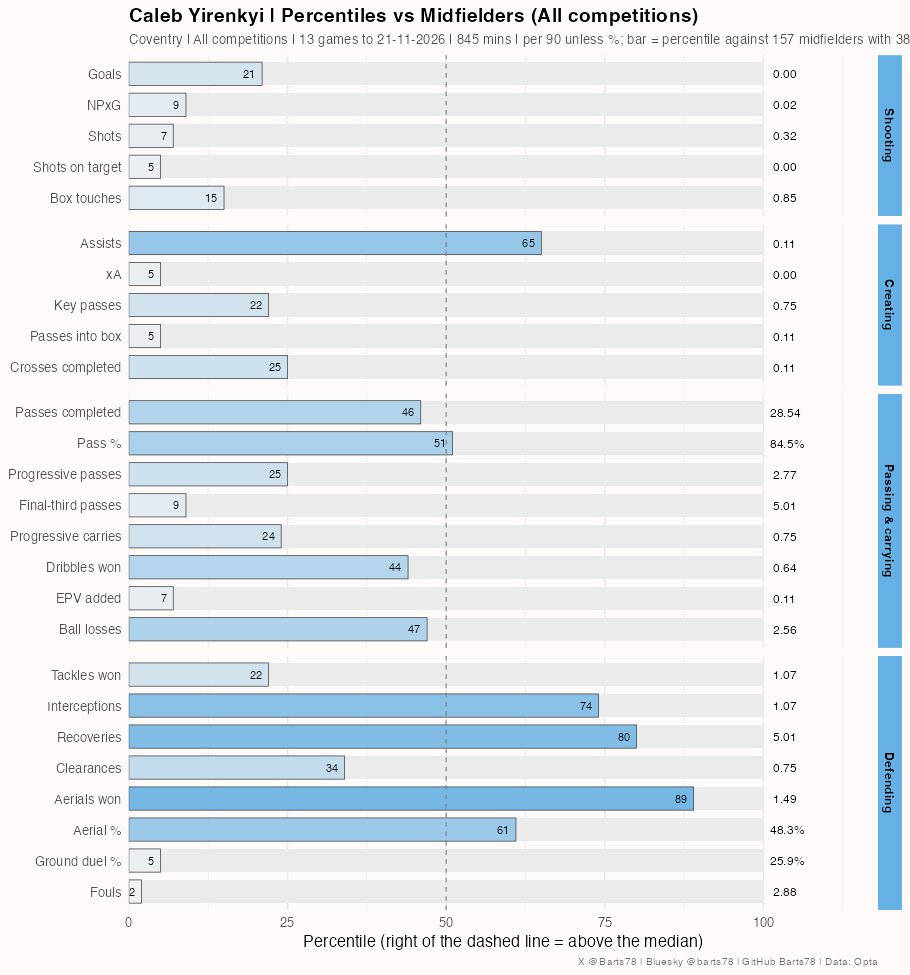 Caleb Yirenkyi | Percentiles vs Midfielders (All competitions)
Coventry | All competitions | 13 games to 21-11-2026 | 845 mins | per 90 unless %; bar = percentile against 157 midfielders with 38
Goals 21 0.00
NPxG 9 0.02
Shots 7 0.32
Shots on target 5 0.00
Box touches 15 0.85
Shooting
Assists 65 0.11
xA 5 0.00
Key passes 22 0.75
Passes into box 5 0.11
Crosses completed 25 0.11
Creating
Passes completed 46 28.54
Pass % 51 84.5%
Progressive passes 25 2.77
Final-third passes 9 5.01
Progressive carries 24 0.75
Dribbles won 44 0.64
EPV added 7 0.11
Ball losses 47 2.56
Passing & carrying
Tackles won 22 1.07
Interceptions 74 1.07
Recoveries 80 5.01
Clearances 34 0.75
Aerials won 89 1.49
Aerial % 61 48.3%
Ground duel % 5 25.9%
Fouls 2 2.88
Defending
0 25 50 75 100
Percentile (right of the dashed line = above the median)
X @Barts78 | Bluesky @barts78 | GitHub Barts78 | Data: Opta